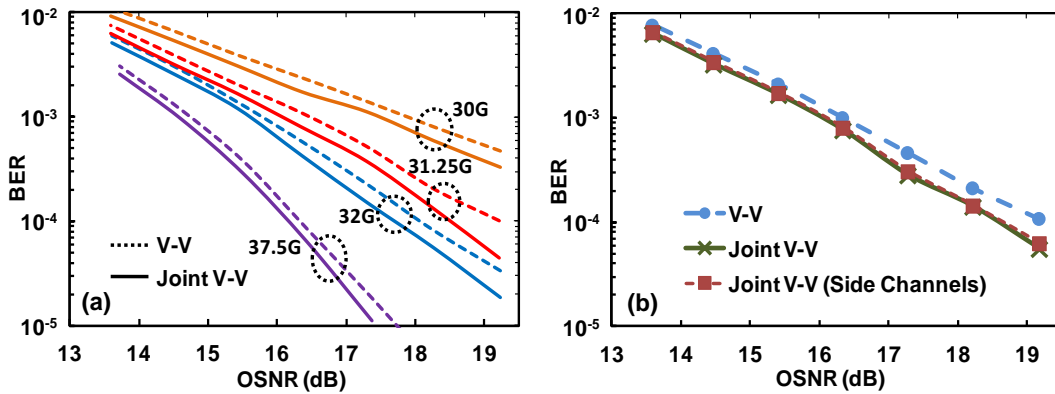 10^-2
10^-3
10^-4
10^-5
BER
30G
31.25G
32G
37.5G
V-V
Joint V-V
(a)
13 14 15 16 17 18 19
OSNR (dB)
10^-2
10^-3
10^-4
10^-5
BER
V-V
Joint V-V
Joint V-V (Side Channels)
(b)
13 14 15 16 17 18 19
OSNR (dB)